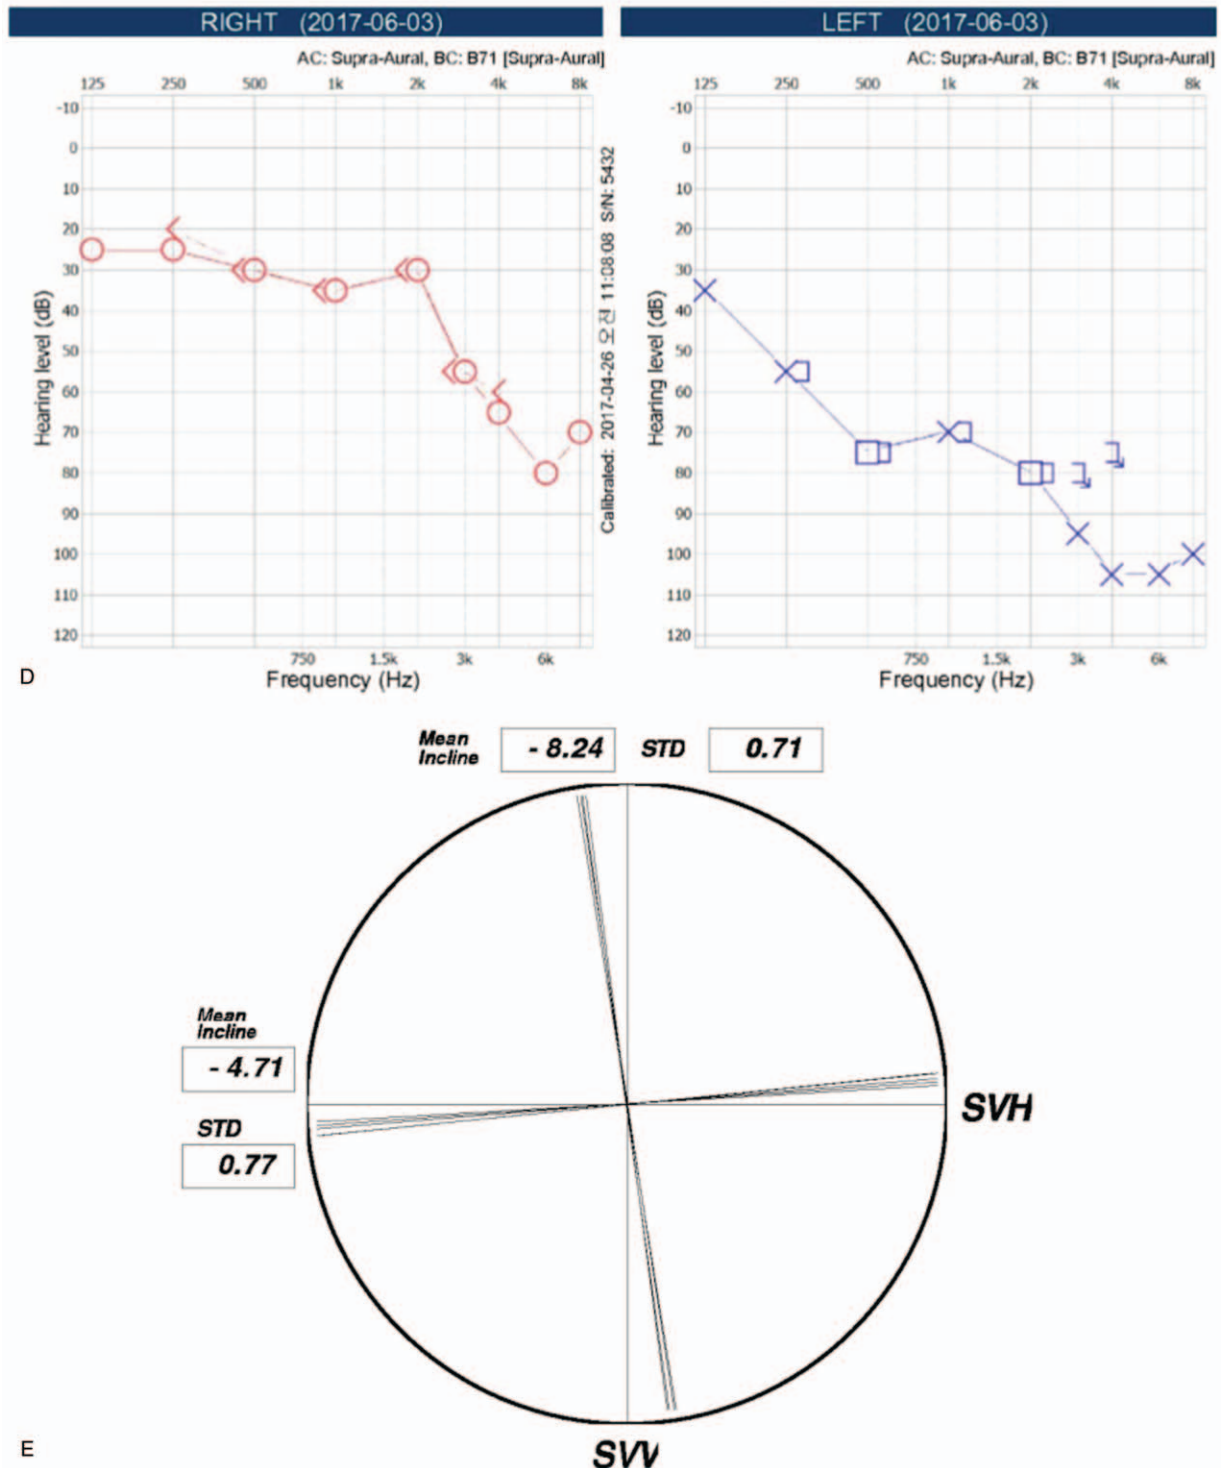 RIGHT (2017-06-03)
AC: Supra-Aural, BC: B71 [Supra-Aural]
125 250 500 1k 2k 4k 8k
-10
0
10
20
30
40
50
60
70
80
90
100
110
120
Hearing level (dB)
750 1.5k 3k 6k
Frequency (Hz)
Calibrated: 2017-04-26 오전 11:08:08 S/N: 5432
LEFT (2017-06-03)
AC: Supra-Aural, BC: B71 [Supra-Aural]
125 250 500 1k 2k 4k 8k
-10
0
10
20
30
40
50
60
70
80
90
100
110
120
Hearing level (dB)
750 1.5k 3k 6k
Frequency (Hz)
D
Mean
Incline
- 8.24
STD
0.71
Mean
Incline
- 4.71
STD
0.77
SVH
SVV
E